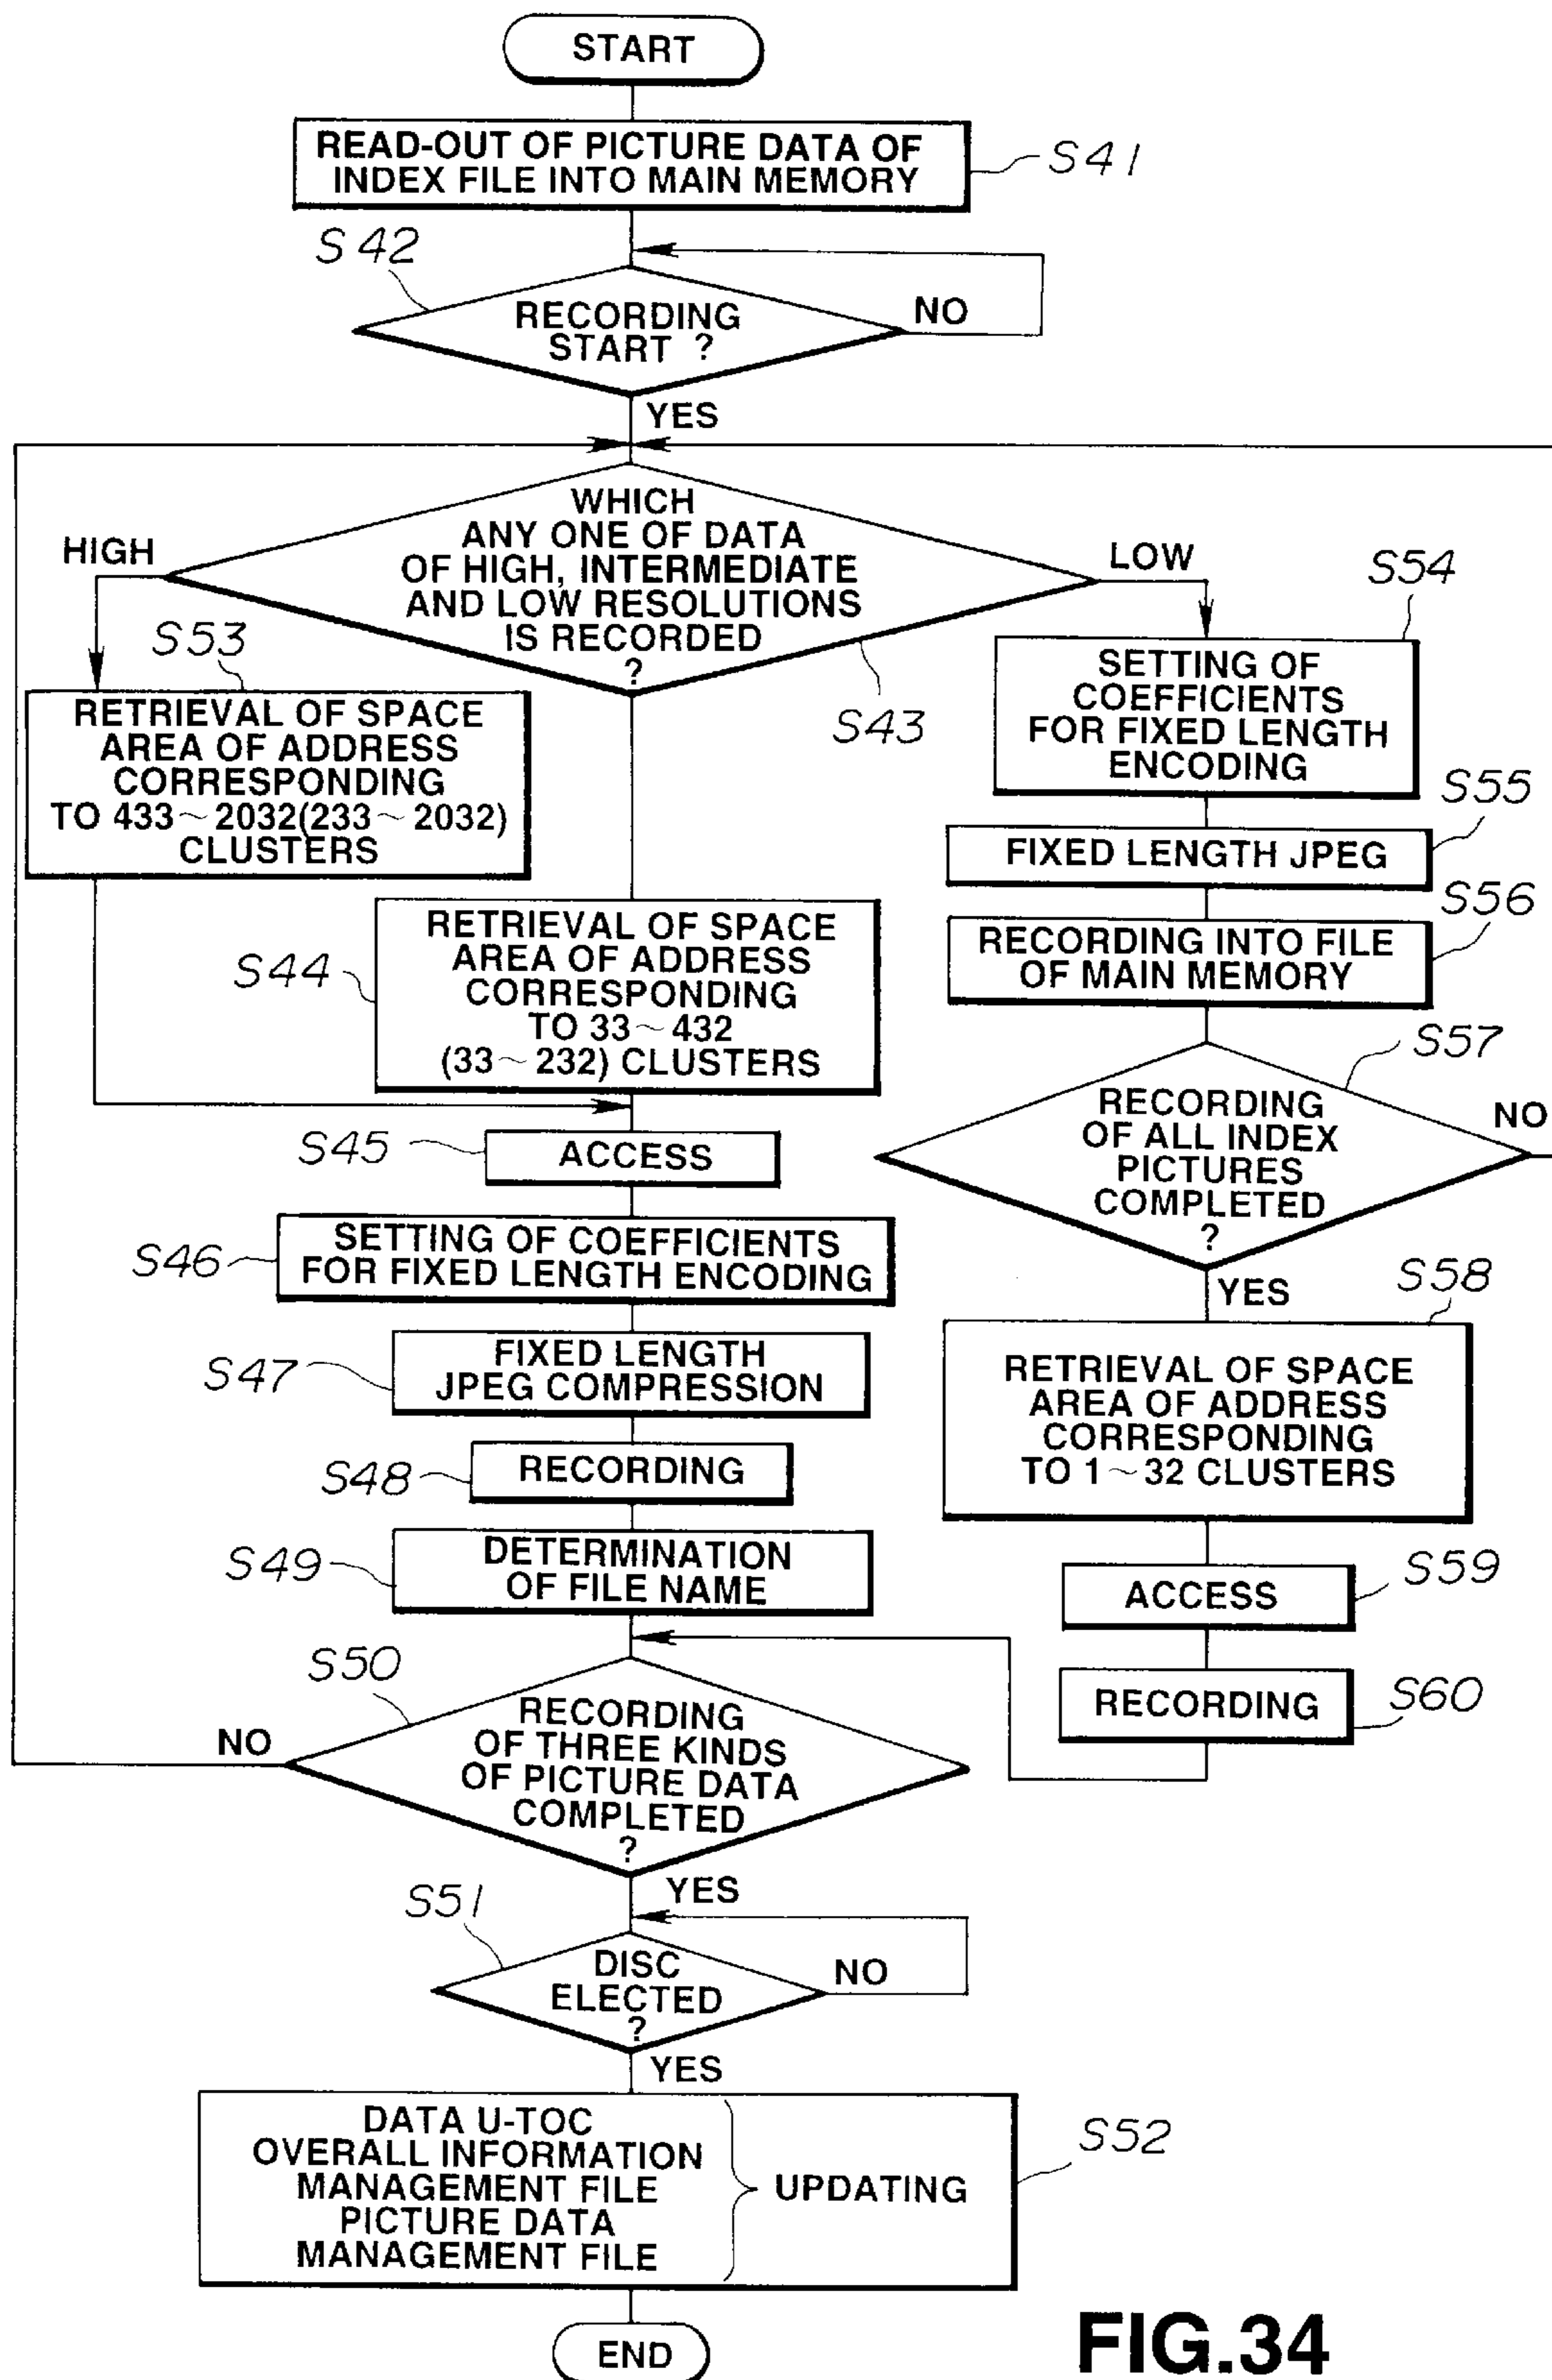 START
READ-OUT OF PICTURE DATA OF
INDEX FILE INTO MAIN MEMORY
S41
S42
RECORDING
START ?
NO
YES
WHICH
ANY ONE OF DATA
OF HIGH, INTERMEDIATE
AND LOW RESOLUTIONS
IS RECORDED
?
HIGH
LOW
S43
S53
RETRIEVAL OF SPACE
AREA OF ADDRESS
CORRESPONDING
TO 433~2032(233~2032)
CLUSTERS
S44
RETRIEVAL OF SPACE
AREA OF ADDRESS
CORRESPONDING
TO 33~432
(33~232) CLUSTERS
S45
ACCESS
S46
SETTING OF COEFFICIENTS
FOR FIXED LENGTH ENCODING
S47
FIXED LENGTH
JPEG COMPRESSION
S48
RECORDING
S49
DETERMINATION
OF FILE NAME
S54
SETTING OF
COEFFICIENTS
FOR FIXED LENGTH
ENCODING
S55
FIXED LENGTH JPEG
S56
RECORDING INTO FILE
OF MAIN MEMORY
S57
RECORDING
OF ALL INDEX
PICTURES
COMPLETED
?
NO
YES
S58
RETRIEVAL OF SPACE
AREA OF ADDRESS
CORRESPONDING
TO 1~32 CLUSTERS
S59
ACCESS
S60
RECORDING
S50
RECORDING
OF THREE KINDS
OF PICTURE DATA
COMPLETED
?
NO
YES
S51
DISC
ELECTED
?
NO
YES
DATA U-TOC
OVERALL INFORMATION
MANAGEMENT FILE
PICTURE DATA
MANAGEMENT FILE
UPDATING
S52
END
FIG.34